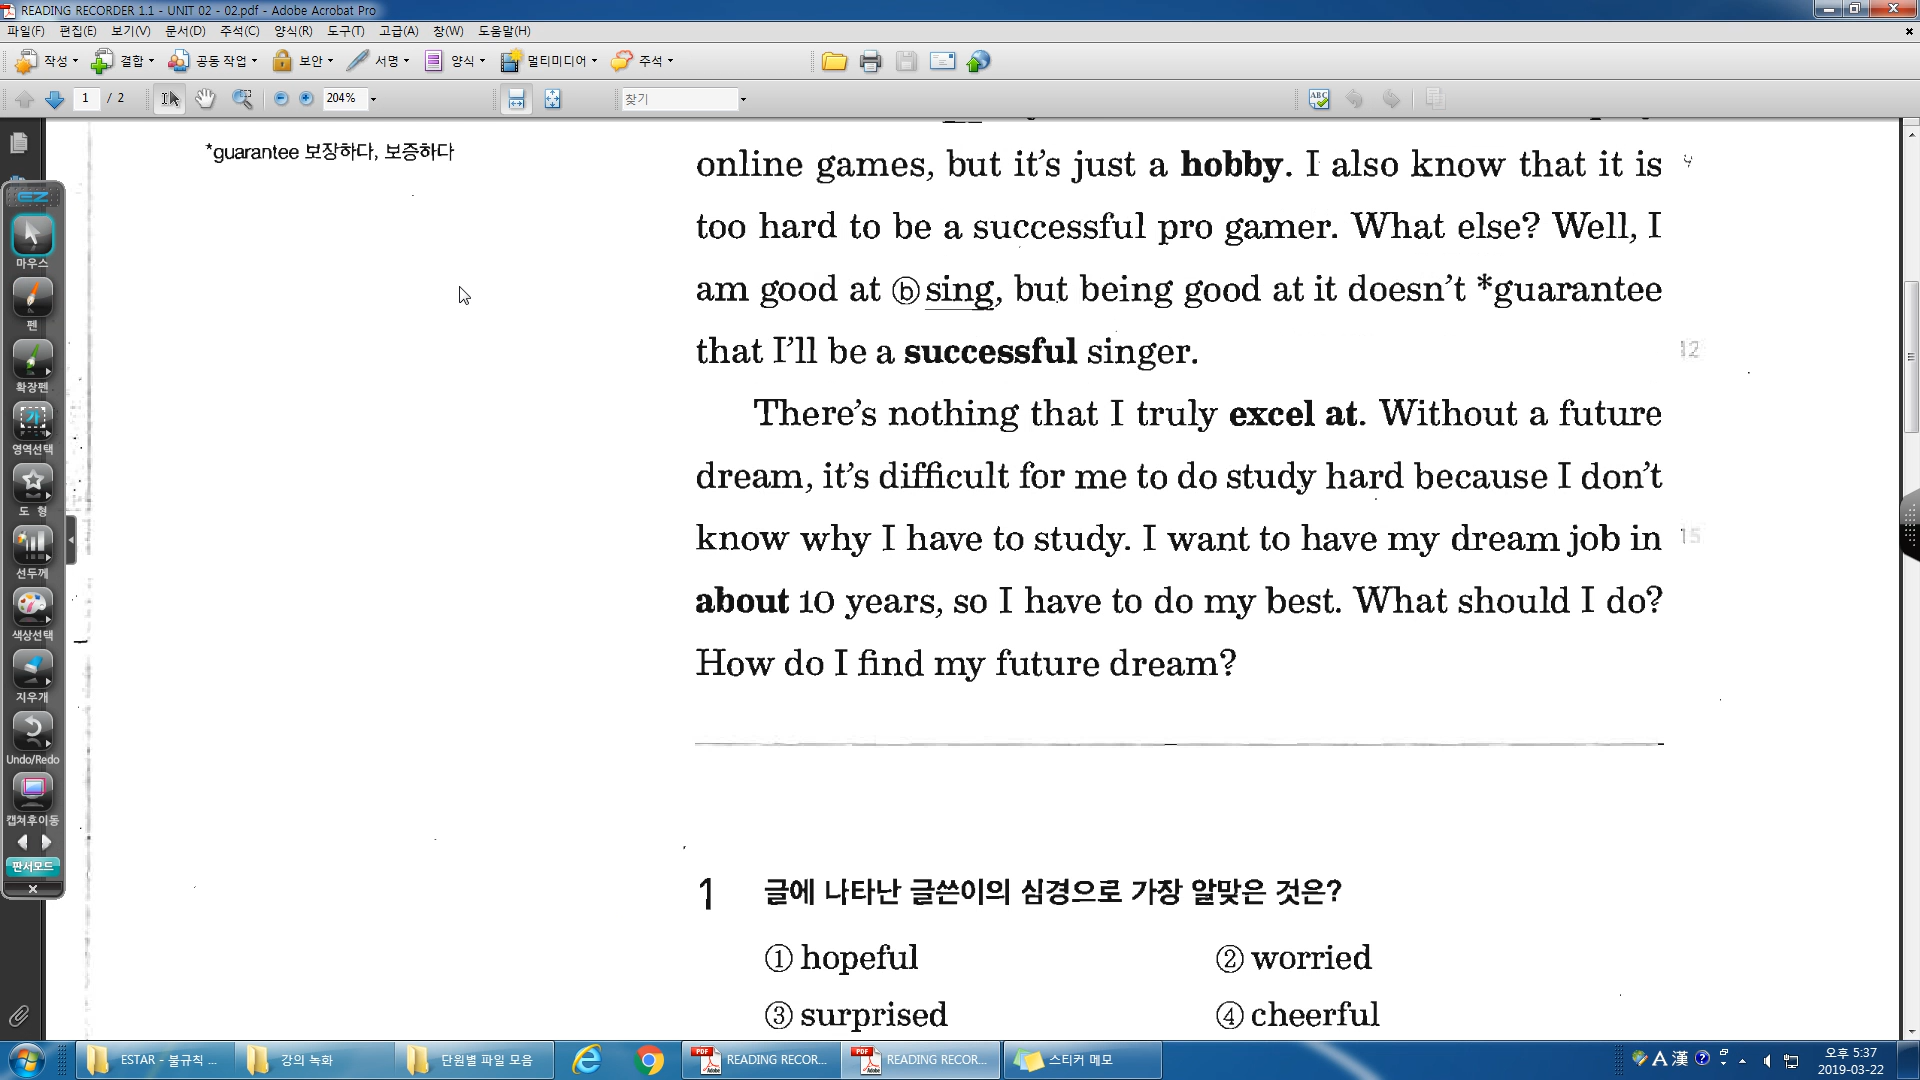 READING RECORDER 1.1 - UNIT 02 - 02.pdf - Adobe Acrobat Pro
파일(F) 편집(E) 보기(V) 문서(D) 주석(C) 양식(R) 도구(T) 고급(A) 창(W) 도움말(H)
작성 결합 공동 작업 보안 서명 양식 멀티미디어 주석
1 / 2 204% 찾기
*guarantee 보장하다, 보증하다
online games, but it's just a hobby. I also know that it is
too hard to be a successful pro gamer. What else? Well, I
am good at ⓑ sing, but being good at it doesn't *guarantee
that I'll be a successful singer.
12
There's nothing that I truly excel at. Without a future
dream, it's difficult for me to do study hard because I don't
know why I have to study. I want to have my dream job in
15
about 10 years, so I have to do my best. What should I do?
How do I find my future dream?
1 글에 나타난 글쓴이의 심경으로 가장 알맞은 것은?
① hopeful ② worried
③ surprised ④ cheerful
EZ
마우스
펜
확장펜
영역선택
도 형
선두께
색상선택
지우개
Undo/Redo
캡쳐후이동
판서모드
ESTAR - 불규칙 ... 강의 녹화 단원별 파일 모음 READING RECOR... READING RECOR... 스티커 메모
A 漢
오후 5:37
2019-03-22